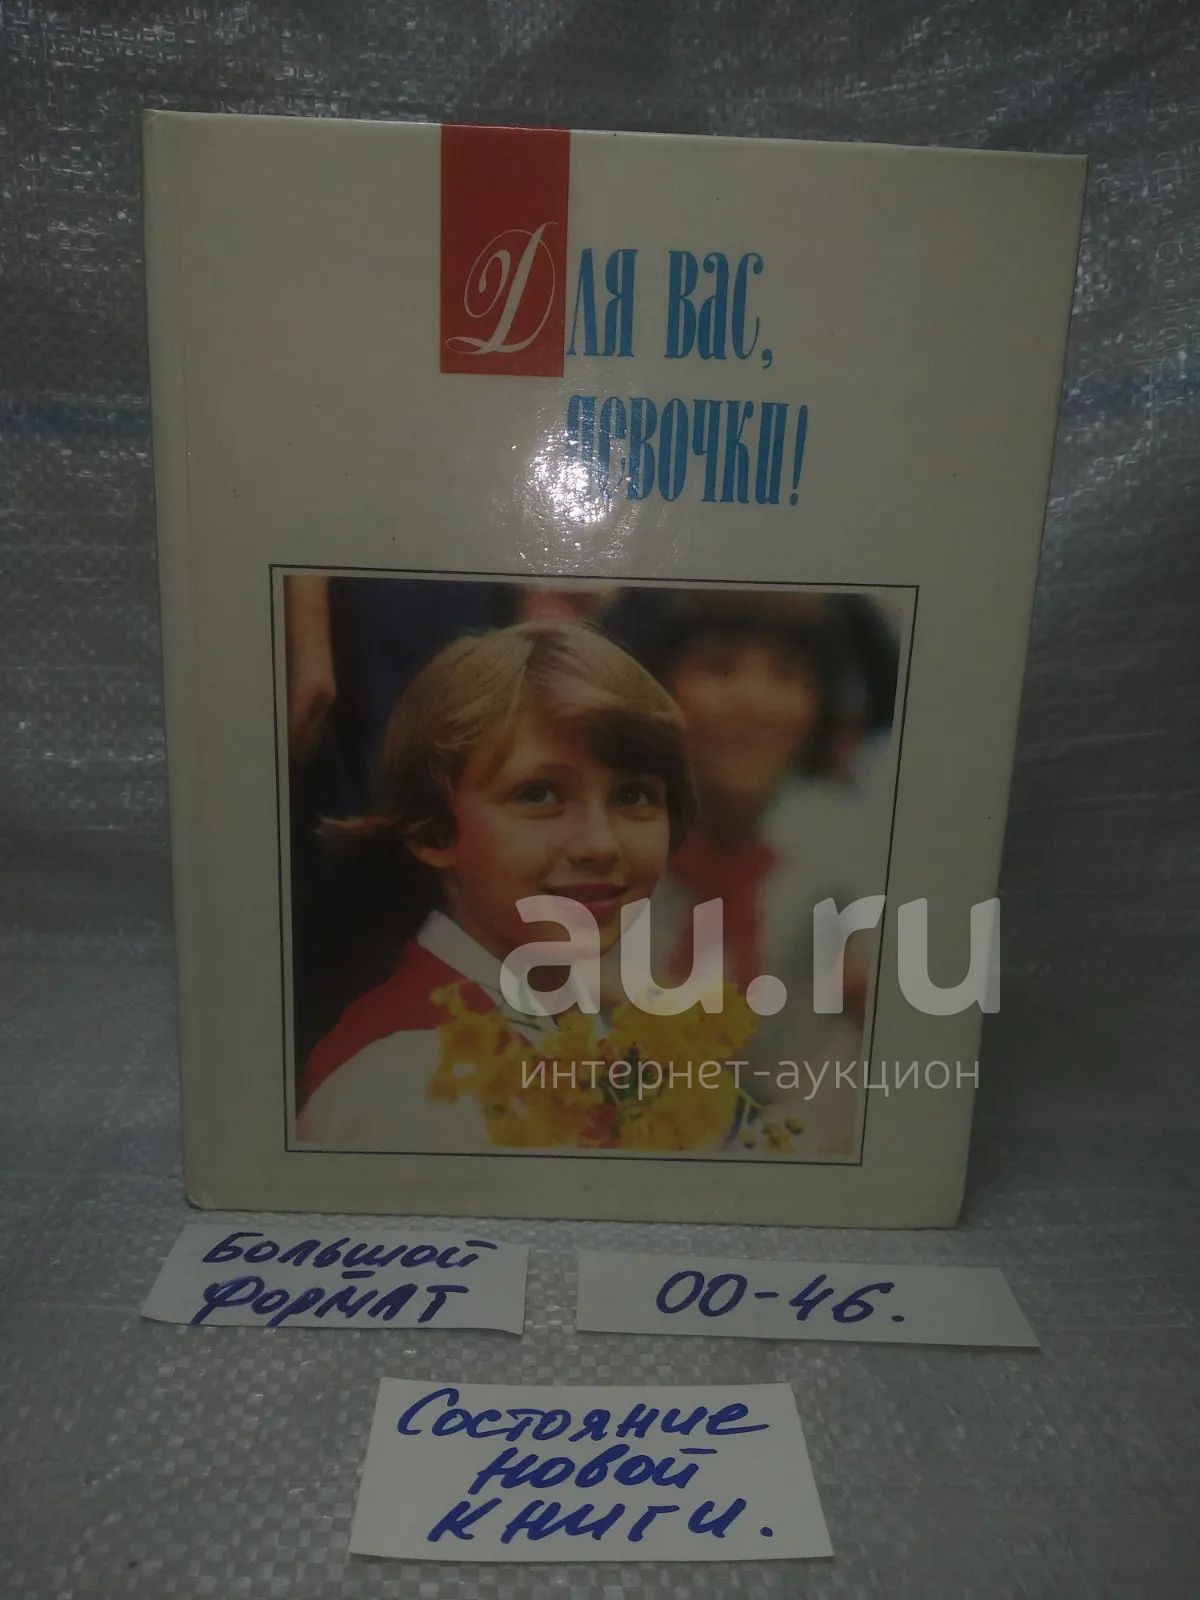 Для вас,
девочки!
au.ru
интернет-аукцион
Большой
формат
00-46.
Состояние
новой
книги.